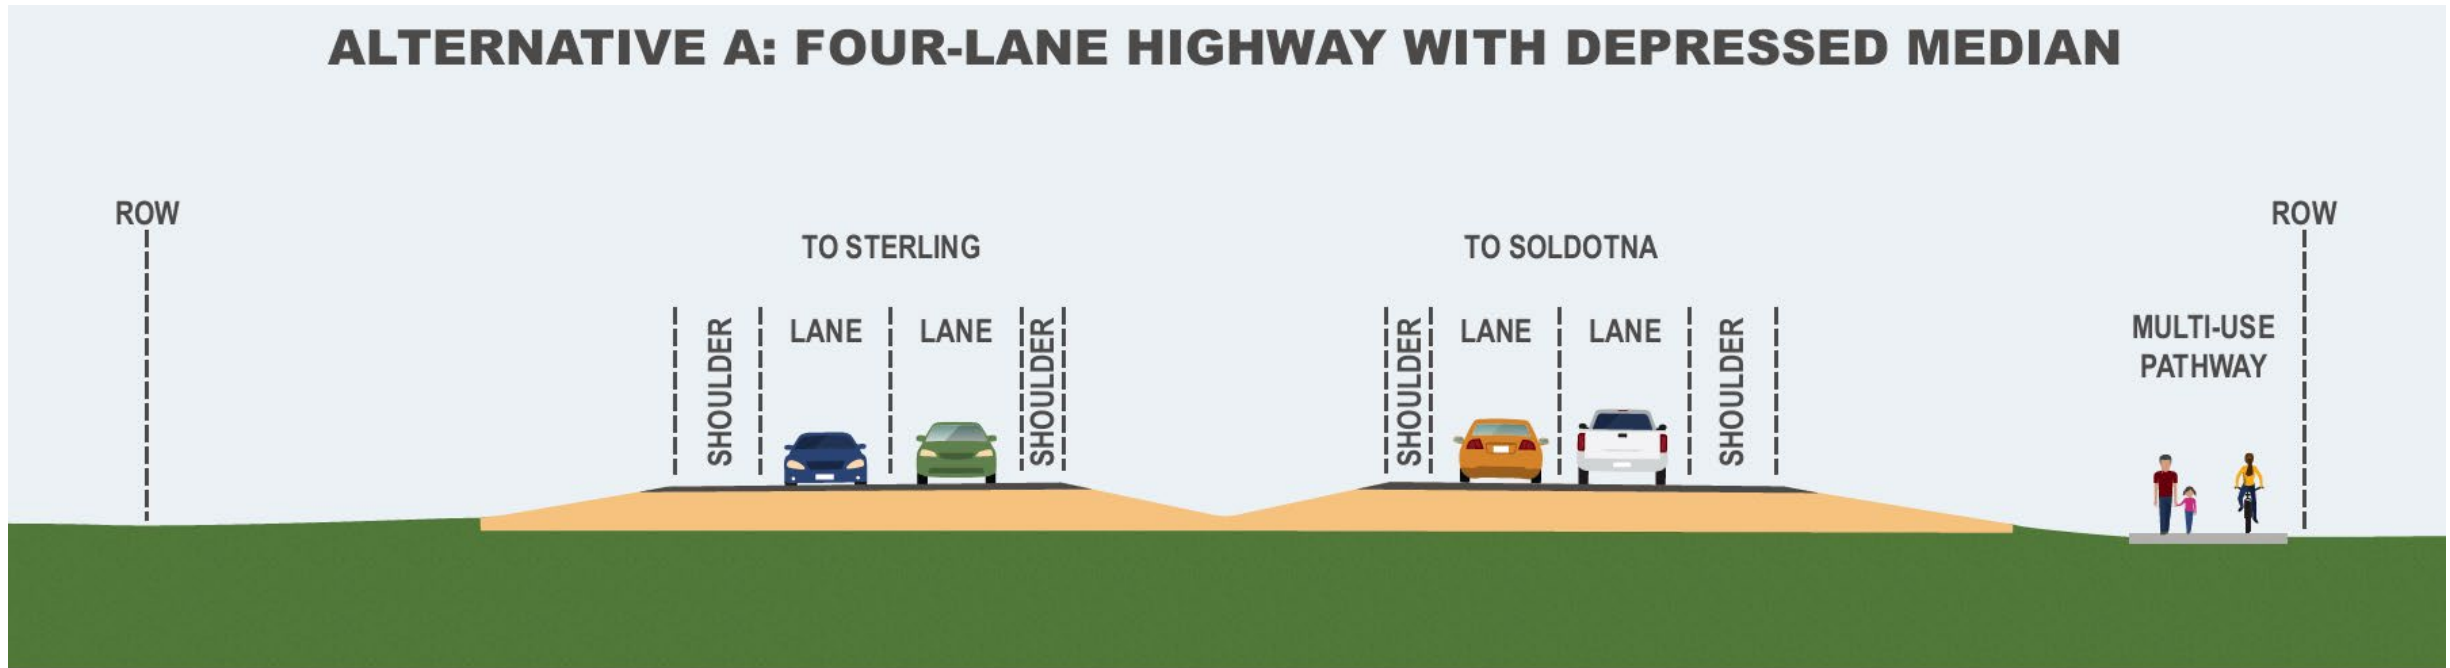 ALTERNATIVE A: FOUR-LANE HIGHWAY WITH DEPRESSED MEDIAN
ROW
ROW
TO STERLING
TO SOLDOTNA
SHOULDER
LANE
LANE
SHOULDER
SHOULDER
LANE
LANE
SHOULDER
MULTI-USE
PATHWAY